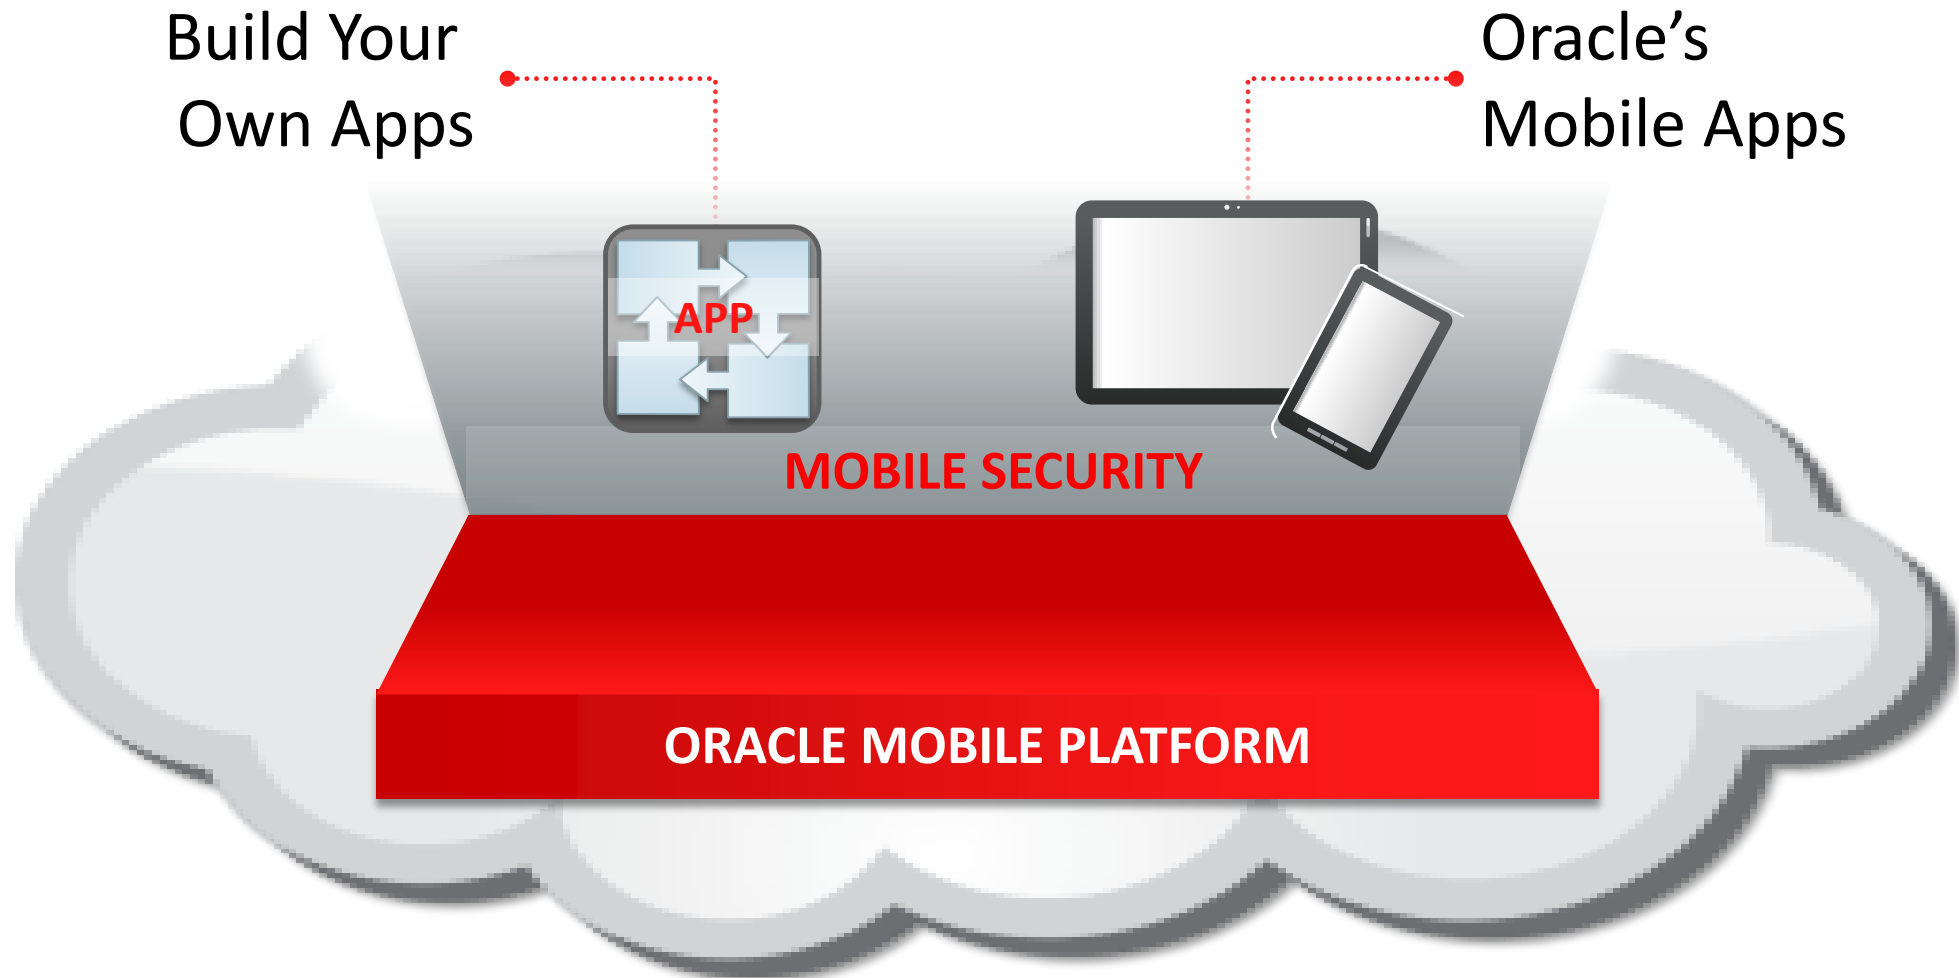 Build Your
Own Apps
Oracle’s
Mobile Apps
APP
MOBILE SECURITY
ORACLE MOBILE PLATFORM